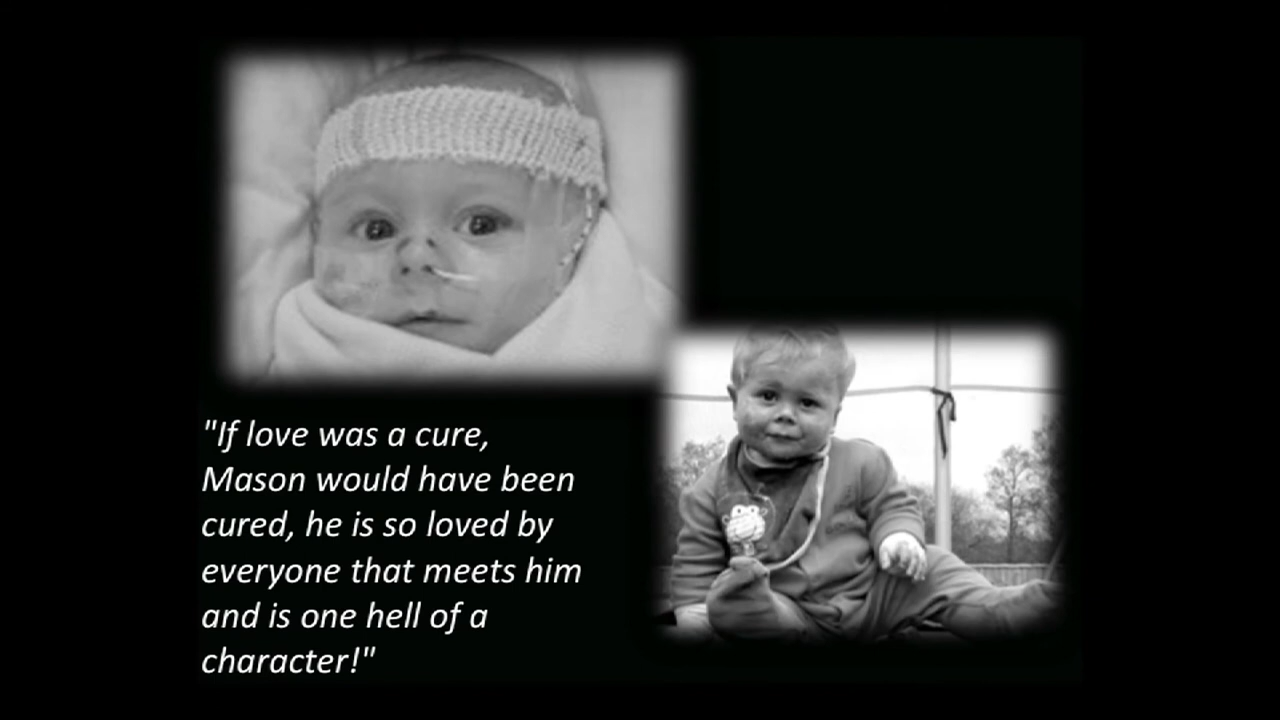 "If love was a cure,
Mason would have been
cured, he is so loved by
everyone that meets him
and is one hell of a
character!"